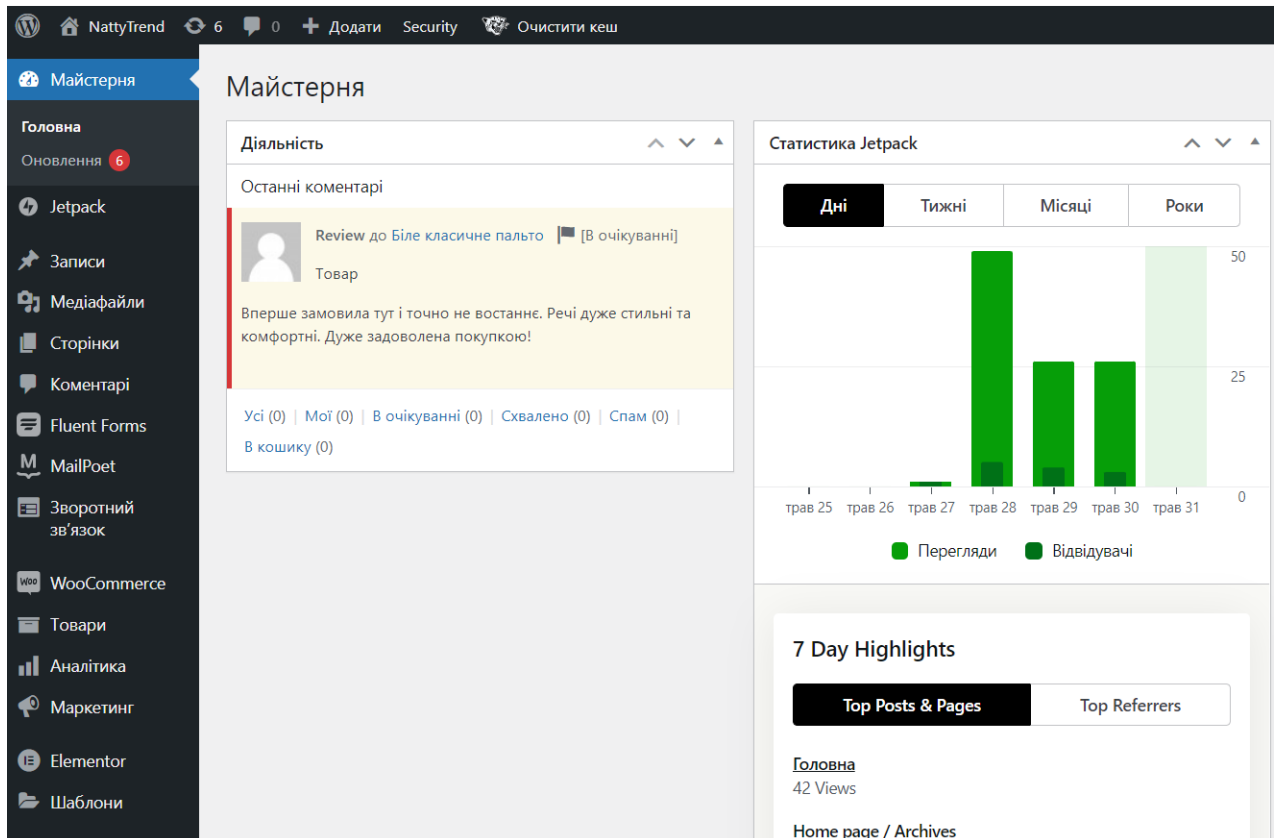 NattyTrend 6 0 Додати Security Очистити кеш
Майстерня
Головна
Оновлення 6
Jetpack
Записи
Медіафайли
Сторінки
Коментарі
Fluent Forms
MailPoet
Зворотний
зв’язок
WooCommerce
Товари
Аналітика
Маркетинг
Elementor
Шаблони
Майстерня
Діяльність
Останні коментарі
Review до Біле класичне пальто [В очікуванні]
Товар
Вперше замовила тут і точно не востаннє. Речі дуже стильні та
комфортні. Дуже задоволена покупкою!
Усі (0) | Мої (0) | В очікуванні (0) | Схвалено (0) | Спам (0) |
В кошику (0)
Статистика Jetpack
Дні Тижні Місяці Роки
50
25
0
трав 25 трав 26 трав 27 трав 28 трав 29 трав 30 трав 31
Перегляди Відвідувачі
7 Day Highlights
Top Posts & Pages Top Referrers
Головна
42 Views
Home page / Archives